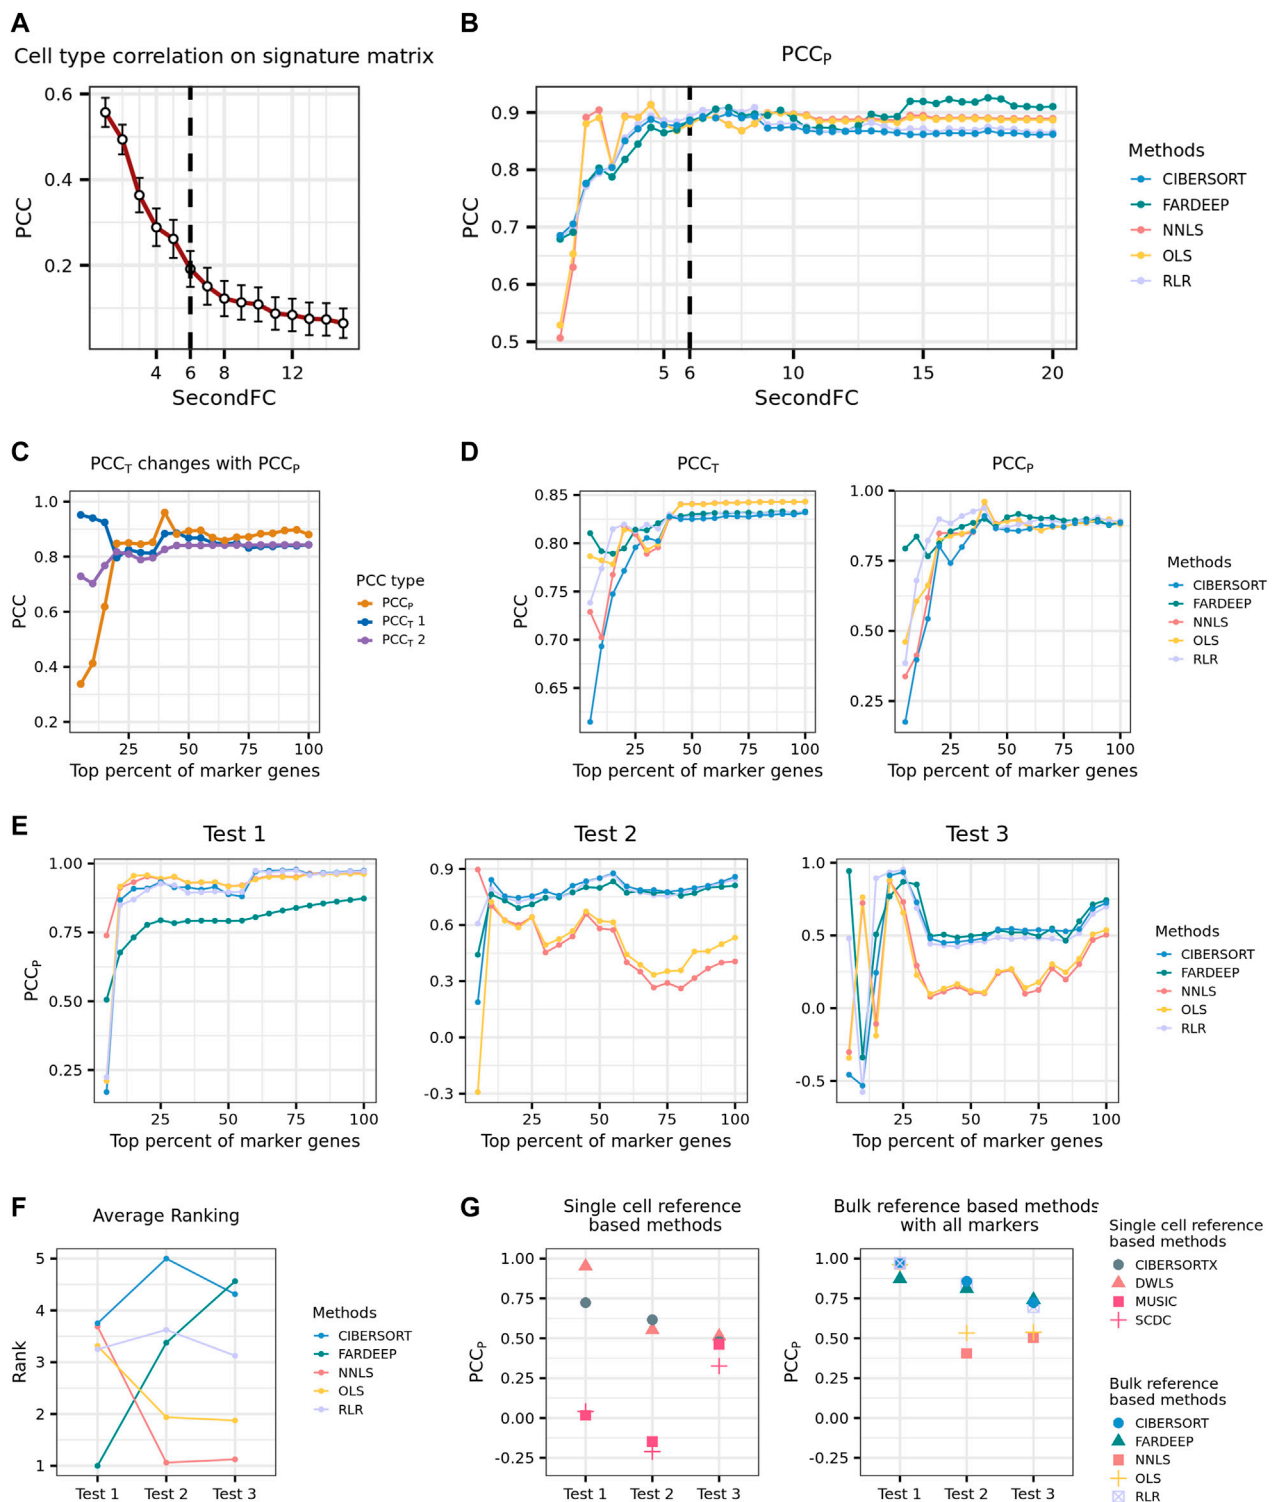 A
Cell type correlation on signature matrix
0.6
0.4
0.2
PCC
4 6 8 12
SecondFC
B
PCCP
0.9
0.8
0.7
0.6
0.5
PCC
5 6 10 15 20
SecondFC
Methods
CIBERSORT
FARDEEP
NNLS
OLS
RLR
C
PCCT changes with PCCP
1.0
0.8
0.6
0.4
0.2
PCC
25 50 75 100
Top percent of marker genes
PCC type
PCCP
PCCT 1
PCCT 2
D
PCCT
0.85
0.80
0.75
0.70
0.65
PCC
25 50 75 100
Top percent of marker genes
PCCP
1.00
0.75
0.50
0.25
25 50 75 100
Top percent of marker genes
Methods
CIBERSORT
FARDEEP
NNLS
OLS
RLR
E
Test 1
1.00
0.75
0.50
0.25
PCCP
25 50 75 100
Top percent of marker genes
Test 2
0.9
0.6
0.3
0.0
-0.3
25 50 75 100
Top percent of marker genes
Test 3
1.0
0.5
0.0
-0.5
25 50 75 100
Top percent of marker genes
Methods
CIBERSORT
FARDEEP
NNLS
OLS
RLR
F
Average Ranking
5
4
3
2
1
Rank
Test 1 Test 2 Test 3
Methods
CIBERSORT
FARDEEP
NNLS
OLS
RLR
G
Single cell reference
based methods
1.00
0.75
0.50
0.25
0.00
-0.25
PCCP
Test 1 Test 2 Test 3
Bulk reference based methods
with all markers
1.00
0.75
0.50
0.25
0.00
-0.25
PCCP
Test 1 Test 2 Test 3
Single cell reference
based methods
CIBERSORTX
DWLS
MUSIC
SCDC
Bulk reference
based methods
CIBERSORT
FARDEEP
NNLS
OLS
RLR